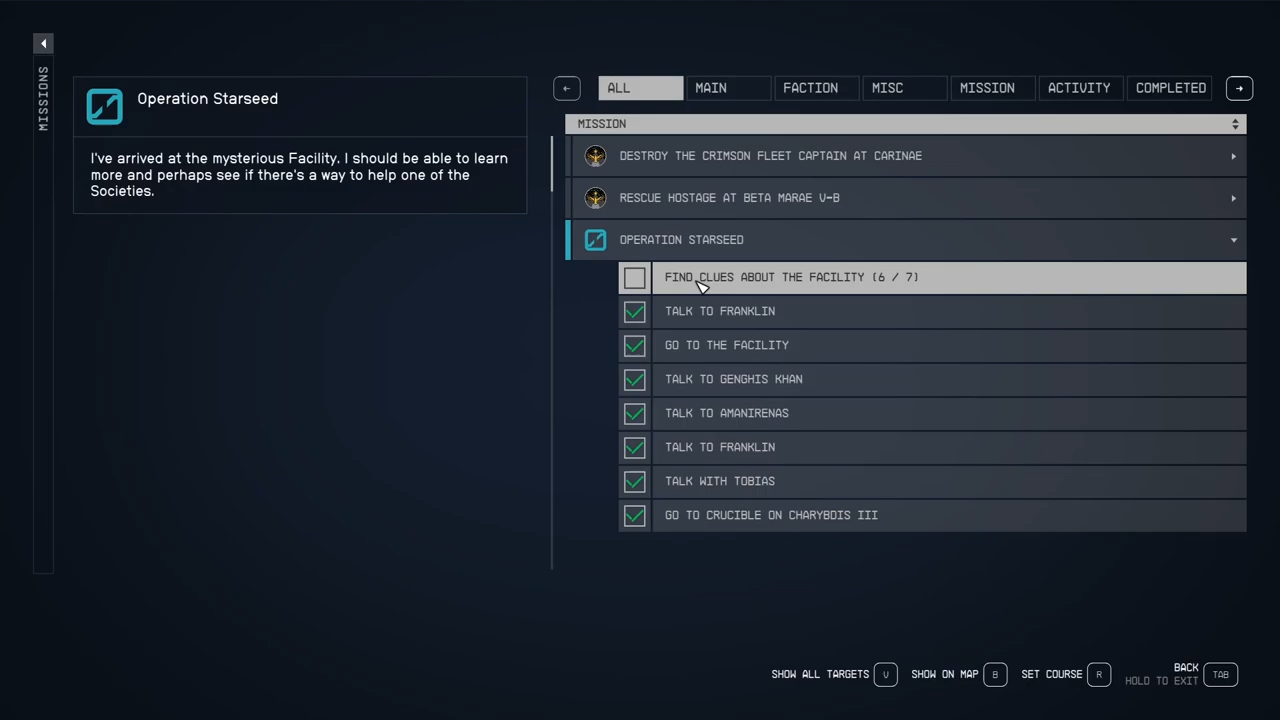 MISSIONS
Operation Starseed
I've arrived at the mysterious Facility. I should be able to learn
more and perhaps see if there's a way to help one of the
Societies.
ALL MAIN FACTION MISC MISSION ACTIVITY COMPLETED
MISSION
DESTROY THE CRIMSON FLEET CAPTAIN AT CARINAE
RESCUE HOSTAGE AT BETA MARAE V-B
OPERATION STARSEED
FIND CLUES ABOUT THE FACILITY (6 / 7)
TALK TO FRANKLIN
GO TO THE FACILITY
TALK TO GENGHIS KHAN
TALK TO AMANIRENAS
TALK TO FRANKLIN
TALK WITH TOBIAS
GO TO CRUCIBLE ON CHARYBDIS III
SHOW ALL TARGETS V SHOW ON MAP B SET COURSE R BACK TAB
HOLD TO EXIT